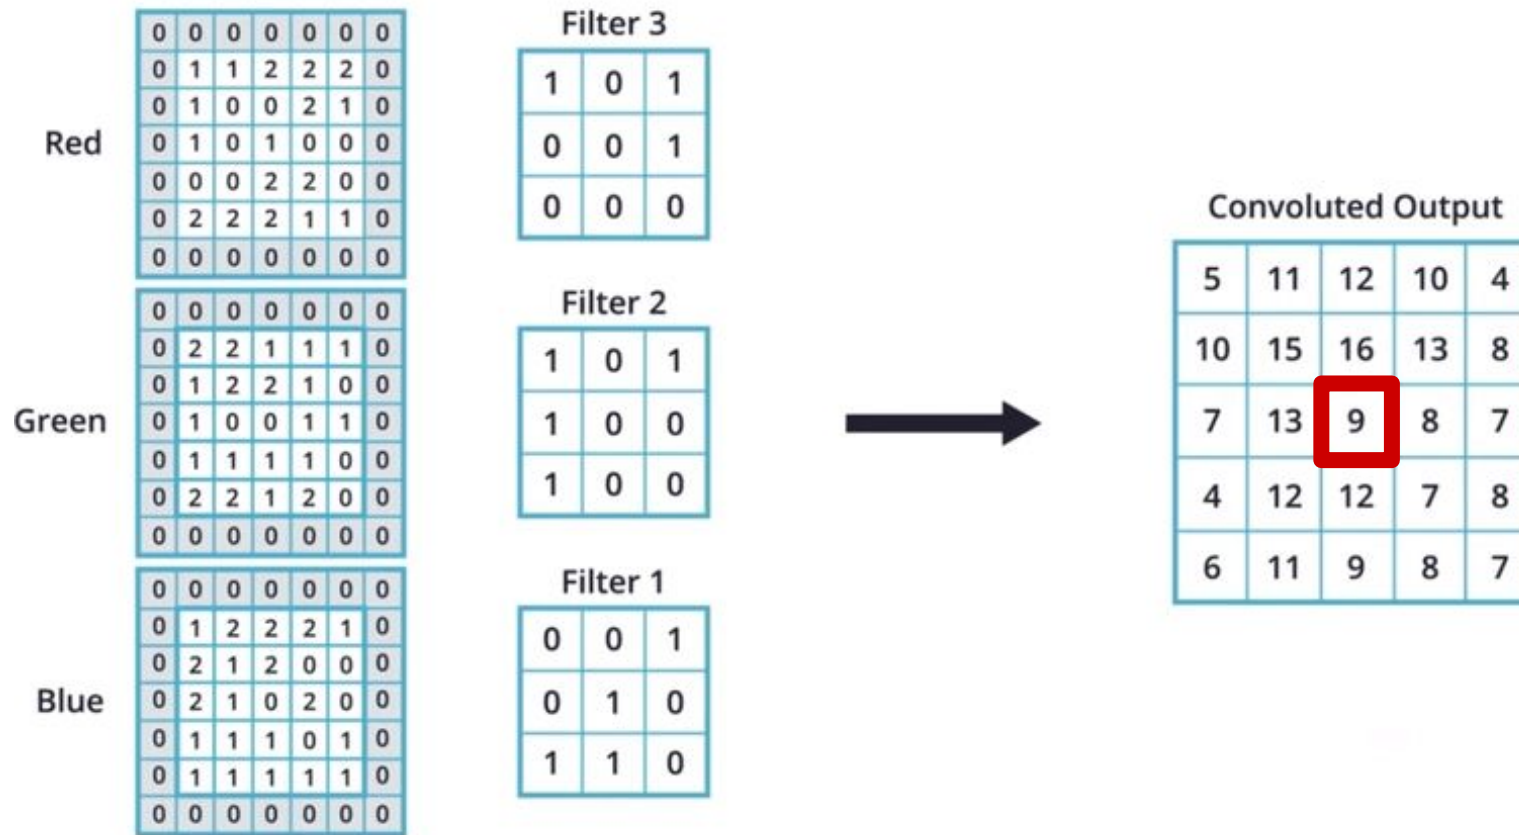 Red
0 0 0 0 0 0 0
0 1 1 2 2 2 0
0 1 0 0 2 1 0
0 1 0 1 0 0 0
0 0 0 2 2 0 0
0 2 2 2 1 1 0
0 0 0 0 0 0 0
Filter 3
1 0 1
0 0 1
0 0 0
Green
0 0 0 0 0 0 0
0 2 2 1 1 1 0
0 1 2 2 1 0 0
0 1 0 0 1 1 0
0 1 1 1 1 0 0
0 2 2 1 2 0 0
0 0 0 0 0 0 0
Filter 2
1 0 1
1 0 0
1 0 0
Blue
0 0 0 0 0 0 0
0 1 2 2 2 1 0
0 2 1 2 0 0 0
0 2 1 0 2 0 0
0 1 1 1 0 1 0
0 1 1 1 1 1 0
0 0 0 0 0 0 0
Filter 1
0 0 1
0 1 0
1 1 0
Convoluted Output
5 11 12 10 4
10 15 16 13 8
7 13 9 8 7
4 12 12 7 8
6 11 9 8 7